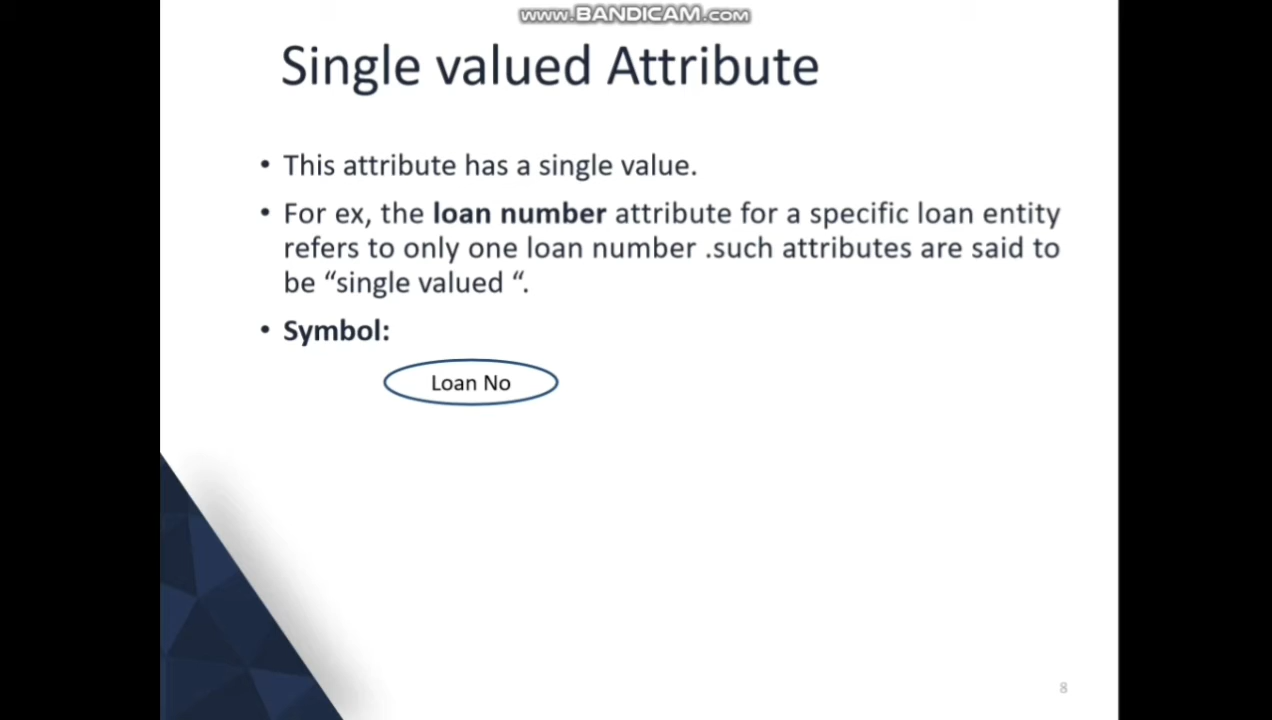 www.BANDICAM.com
Single valued Attribute
• This attribute has a single value.
• For ex, the loan number attribute for a specific loan entity
refers to only one loan number .such attributes are said to
be “single valued “.
• Symbol:
Loan No
8